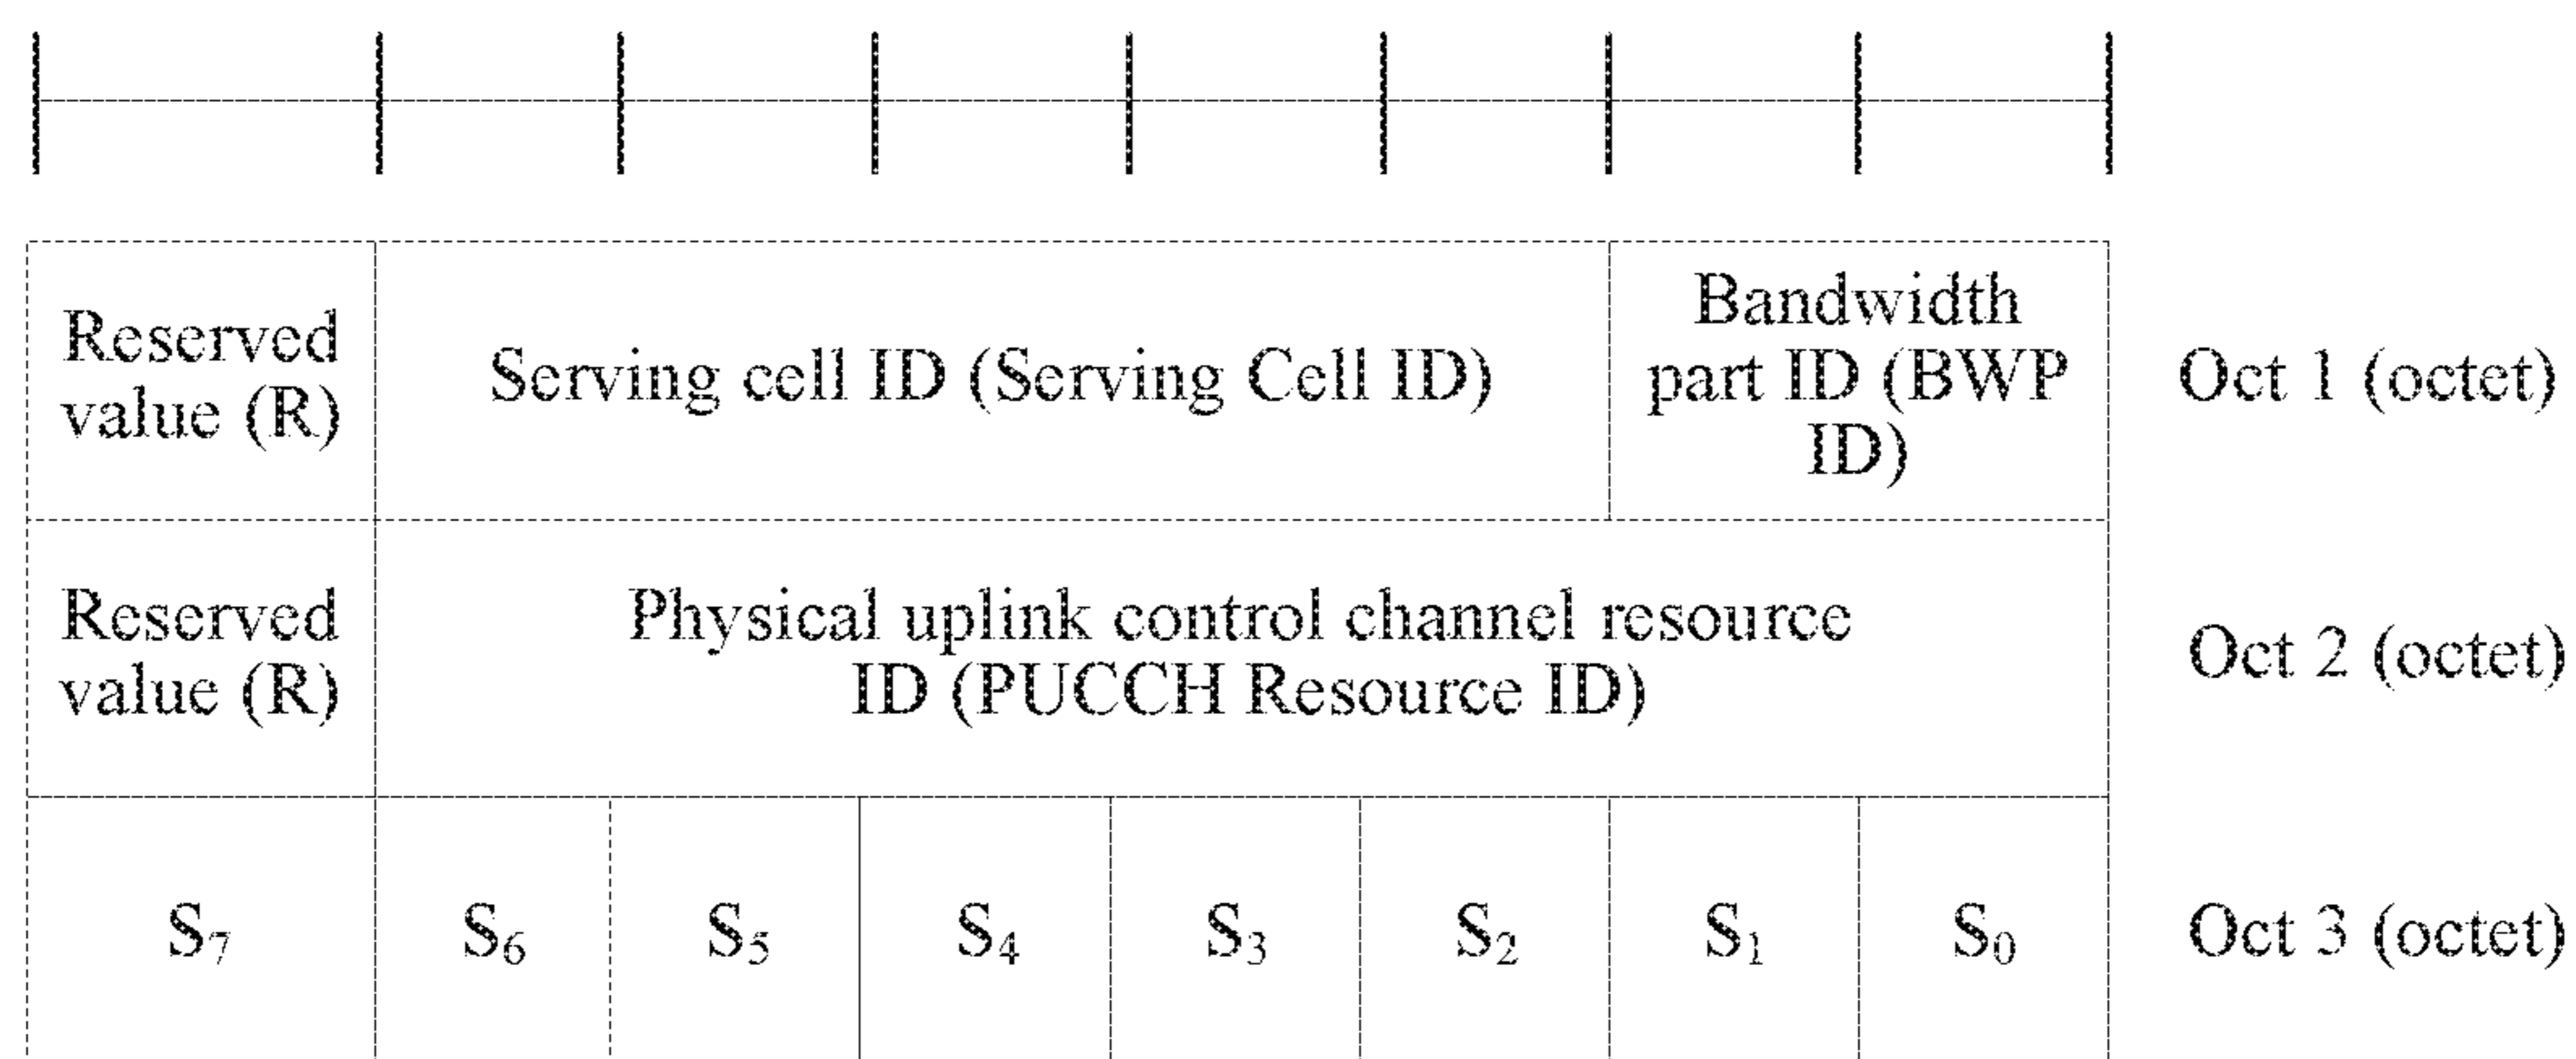 Reserved
value (R)
Serving cell ID (Serving Cell ID)
Bandwidth
part ID (BWP
ID)
Oct 1 (octet)
Reserved
value (R)
Physical uplink control channel resource
ID (PUCCH Resource ID)
Oct 2 (octet)
S₇ S₆ S₅ S₄ S₃ S₂ S₁ S₀ Oct 3 (octet)